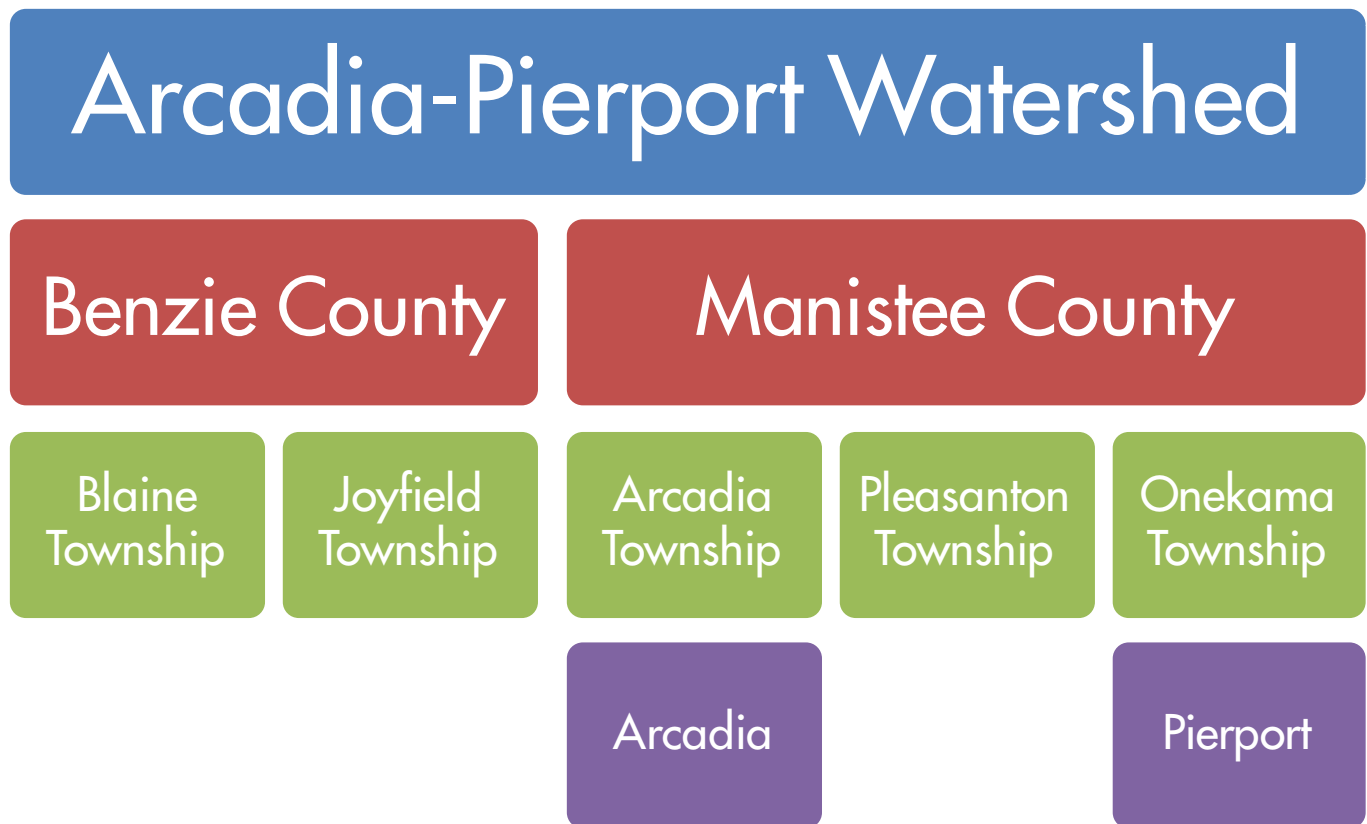 Arcadia-Pierport Watershed
Benzie County
Manistee County
Blaine
Township
Joyfield
Township
Arcadia
Township
Pleasanton
Township
Onekama
Township
Arcadia
Pierport